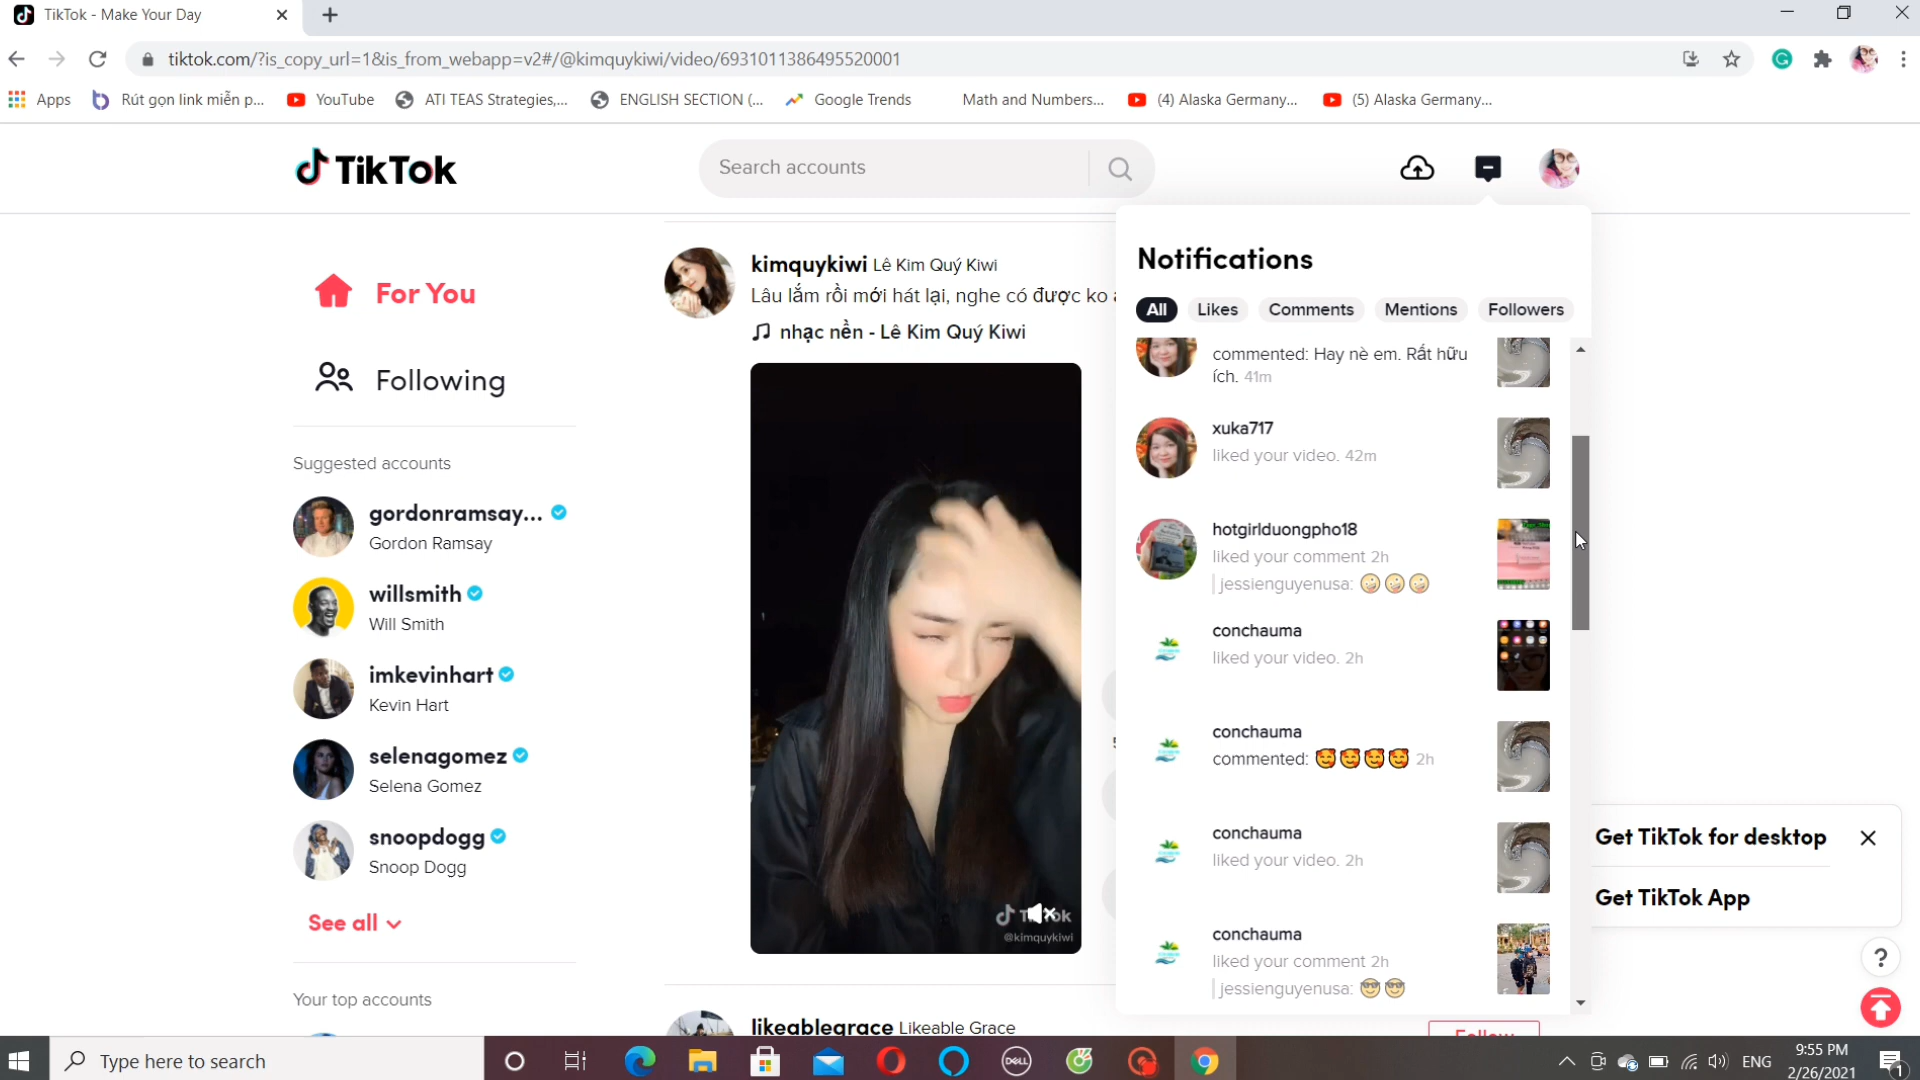 TikTok - Make Your Day
tiktok.com/?is_copy_url=1&is_from_webapp=v2#/@kimquykiwi/video/6931011386495520001
Apps
Rút gọn link miễn p...
YouTube
ATI TEAS Strategies,...
ENGLISH SECTION (...
Google Trends
Math and Numbers...
(4) Alaska Germany...
(5) Alaska Germany...
TikTok
Search accounts
For You
Following
Suggested accounts
gordonramsay...
Gordon Ramsay
willsmith
Will Smith
imkevinhart
Kevin Hart
selenagomez
Selena Gomez
snoopdogg
Snoop Dogg
See all
Your top accounts
kimquykiwi Lê Kim Quý Kiwi
Lâu lắm rồi mới hát lại, nghe có được ko
nhạc nền - Lê Kim Quý Kiwi
@kimquykiwi
likeablegrace Likeable Grace
Follow
Notifications
All
Likes
Comments
Mentions
Followers
commented: Hay nè em. Rất hữu
ích. 41m
xuka717
liked your video. 42m
hotgirlduongpho18
liked your comment 2h
jessienguyenusa: 🤪🤪🤪
conchauma
liked your video. 2h
conchauma
commented: 🥰🥰🥰🥰 2h
conchauma
liked your video. 2h
conchauma
liked your comment 2h
jessienguyenusa: 😎😎
Get TikTok for desktop
Get TikTok App
?
Type here to search
DELL
ENG
9:55 PM
2/26/2021
1